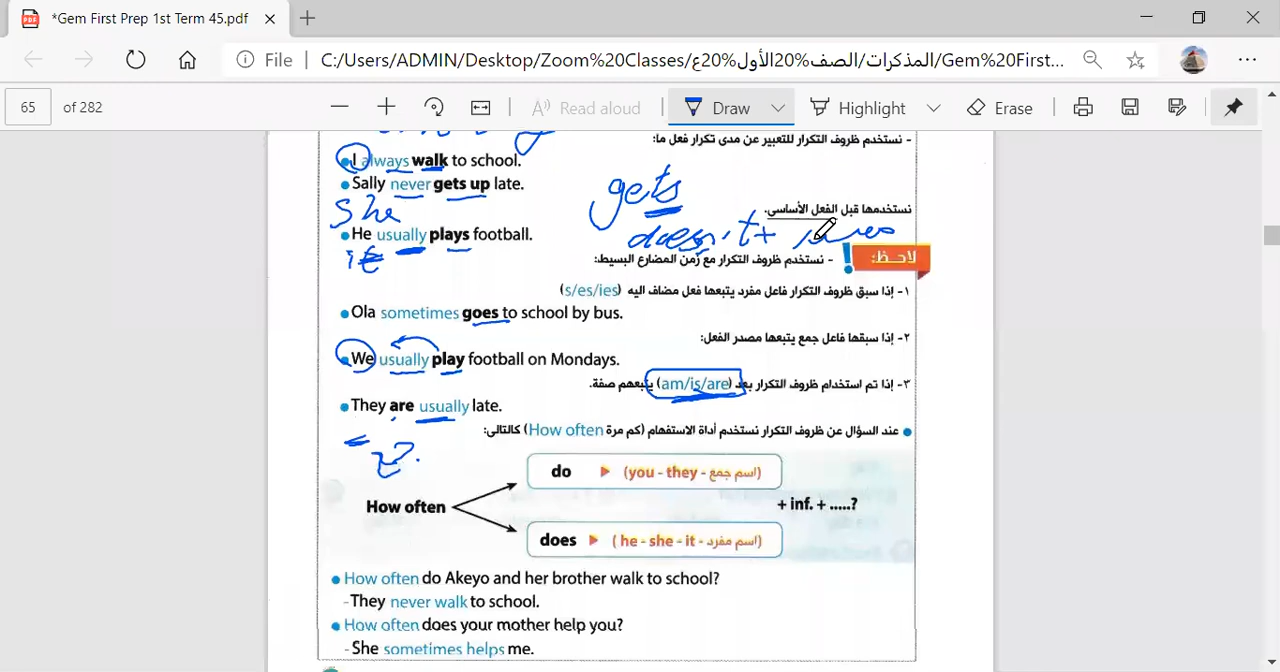 *Gem First Prep 1st Term 45.pdf
File
C:/Users/ADMIN/Desktop/Zoom%20Classes/المذكرات/الصف%20الأول%20ع/Gem%20First...
65 of 282
Read aloud
Draw
Highlight
Erase
- نستخدم ظروف التكرار للتعبير عن مدى تكرار فعل ما:
I always walk to school.
Sally never gets up late.
gets
نستخدمها قبل الفعل الأساسى.
she
doesn't +
He usually plays football.
it
لاحظ:
- نستخدم ظروف التكرار مع زمن المضارع البسيط:
١- إذا سبق ظروف التكرار فاعل مفرد يتبعها فعل مضاف اليه (s/es/ies)
Ola sometimes goes to school by bus.
٢- إذا سبقها فاعل جمع يتبعها مصدر الفعل:
We usually play football on Mondays.
٣- إذا تم استخدام ظروف التكرار بعد (am/is/are) يتبعهم صفة.
They are usually late.
عند السؤال عن ظروف التكرار نستخدم أداة الاستفهام (كم مرة How often) كالتالى:
do (you - they - اسم جمع)
How often
+ inf. + .....?
does (he - she - it - اسم مفرد)
How often do Akeyo and her brother walk to school?
- They never walk to school.
How often does your mother help you?
- She sometimes helps me.